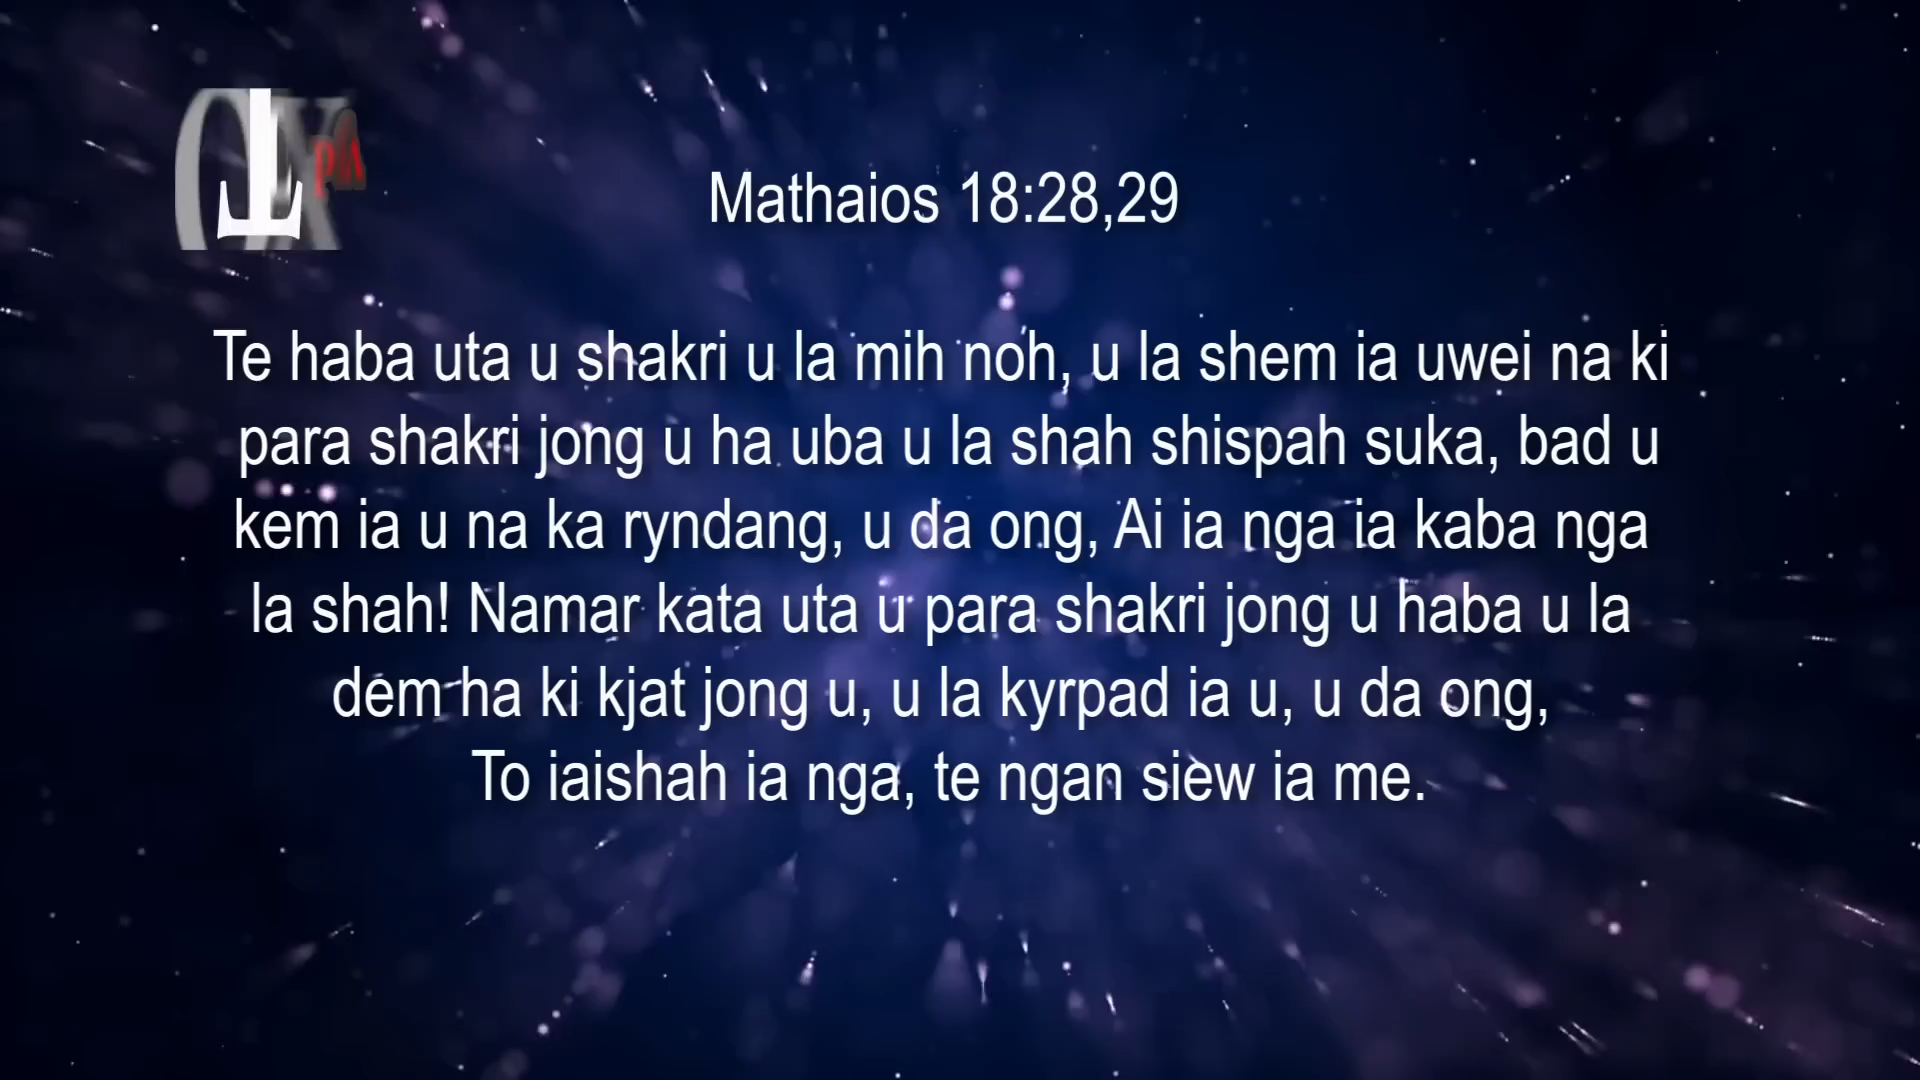 Mathaios 18:28,29
Te haba uta u shakri u la mih noh, u la shem ia uwei na ki
para shakri jong u ha uba u la shah shispah suka, bad u
kem ia u na ka ryndang, u da ong, Ai ia nga ia kaba nga
la shah! Namar kata uta u para shakri jong u haba u la
dem ha ki kjat jong u, u la kyrpad ia u, u da ong,
To iaishah ia nga, te ngan siew ia me.